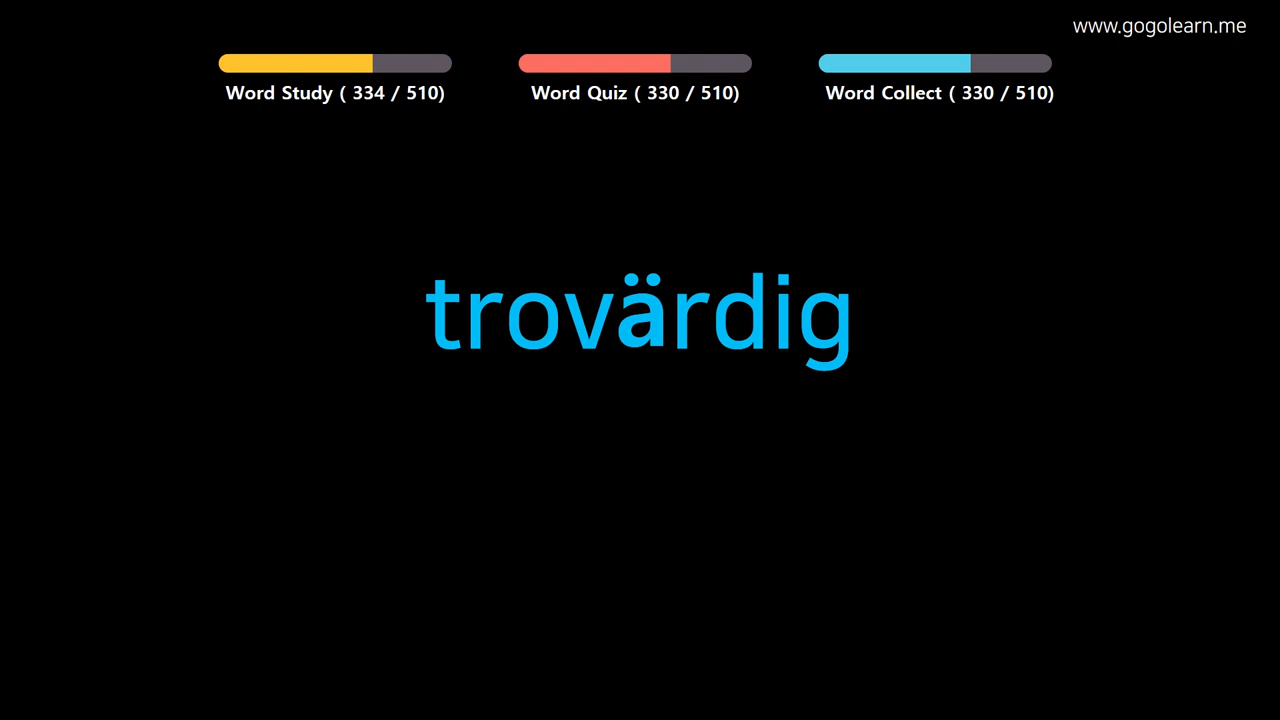 www.gogolearn.me
Word Study ( 334 / 510)
Word Quiz ( 330 / 510)
Word Collect ( 330 / 510)
trovärdig